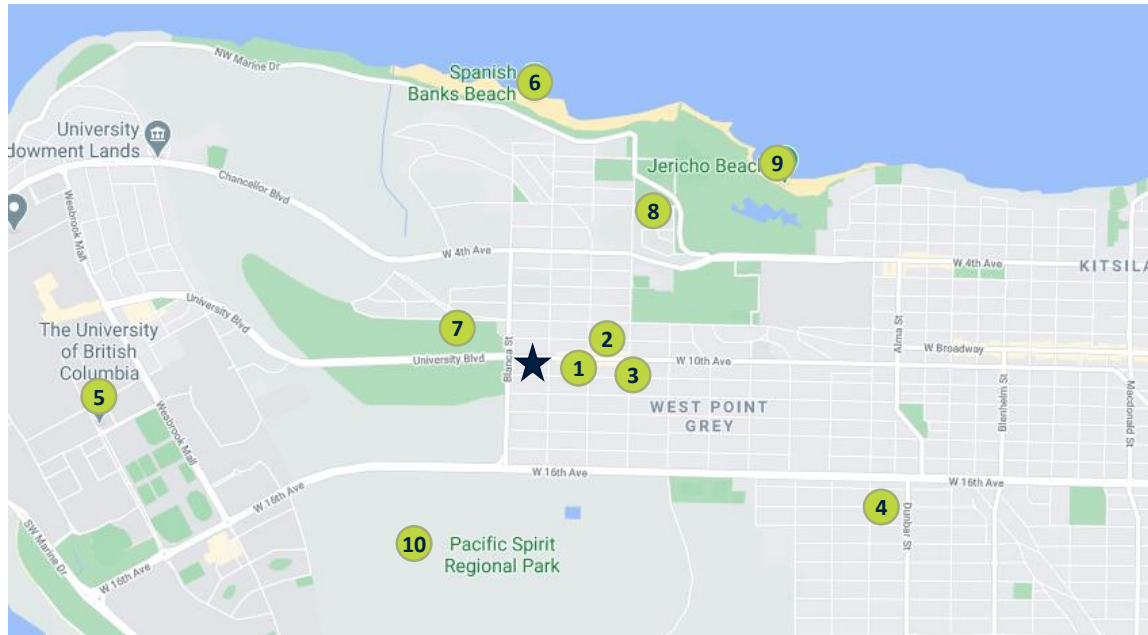 NW Marine Dr
Spanish
Banks Beach
6
University
dowment Lands
Jericho Beac
9
Chancellor Blvd
Wesbrook Mall
8
W 4th Ave
W 4th Ave
KITSILA
University Blvd
The University
of British
Columbia
5
7
University Blvd
Blanca St
2
1
3
W 10th Ave
Alma St
W Broadway
WEST POINT
GREY
Blenheim St
Macdonald St
Wesbrook Mall
W 16th Ave
W 16th Ave
W 16th Ave
4
Dunbar St
10
Pacific Spirit
Regional Park
SW Marine Dr
W 16th Ave